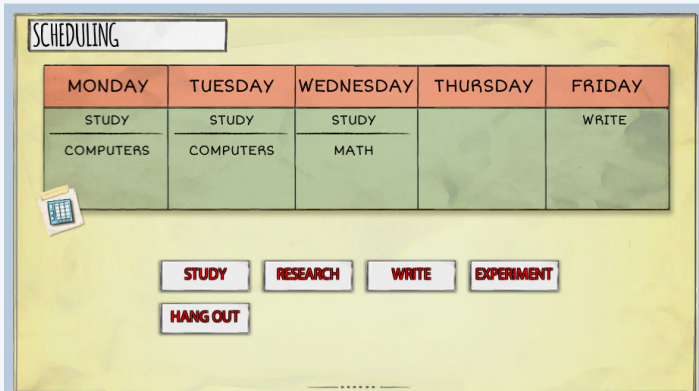 SCHEDULING
MONDAY TUESDAY WEDNESDAY THURSDAY FRIDAY
STUDY STUDY STUDY WRITE
COMPUTERS COMPUTERS MATH
STUDY RESEARCH WRITE EXPERIMENT
HANG OUT